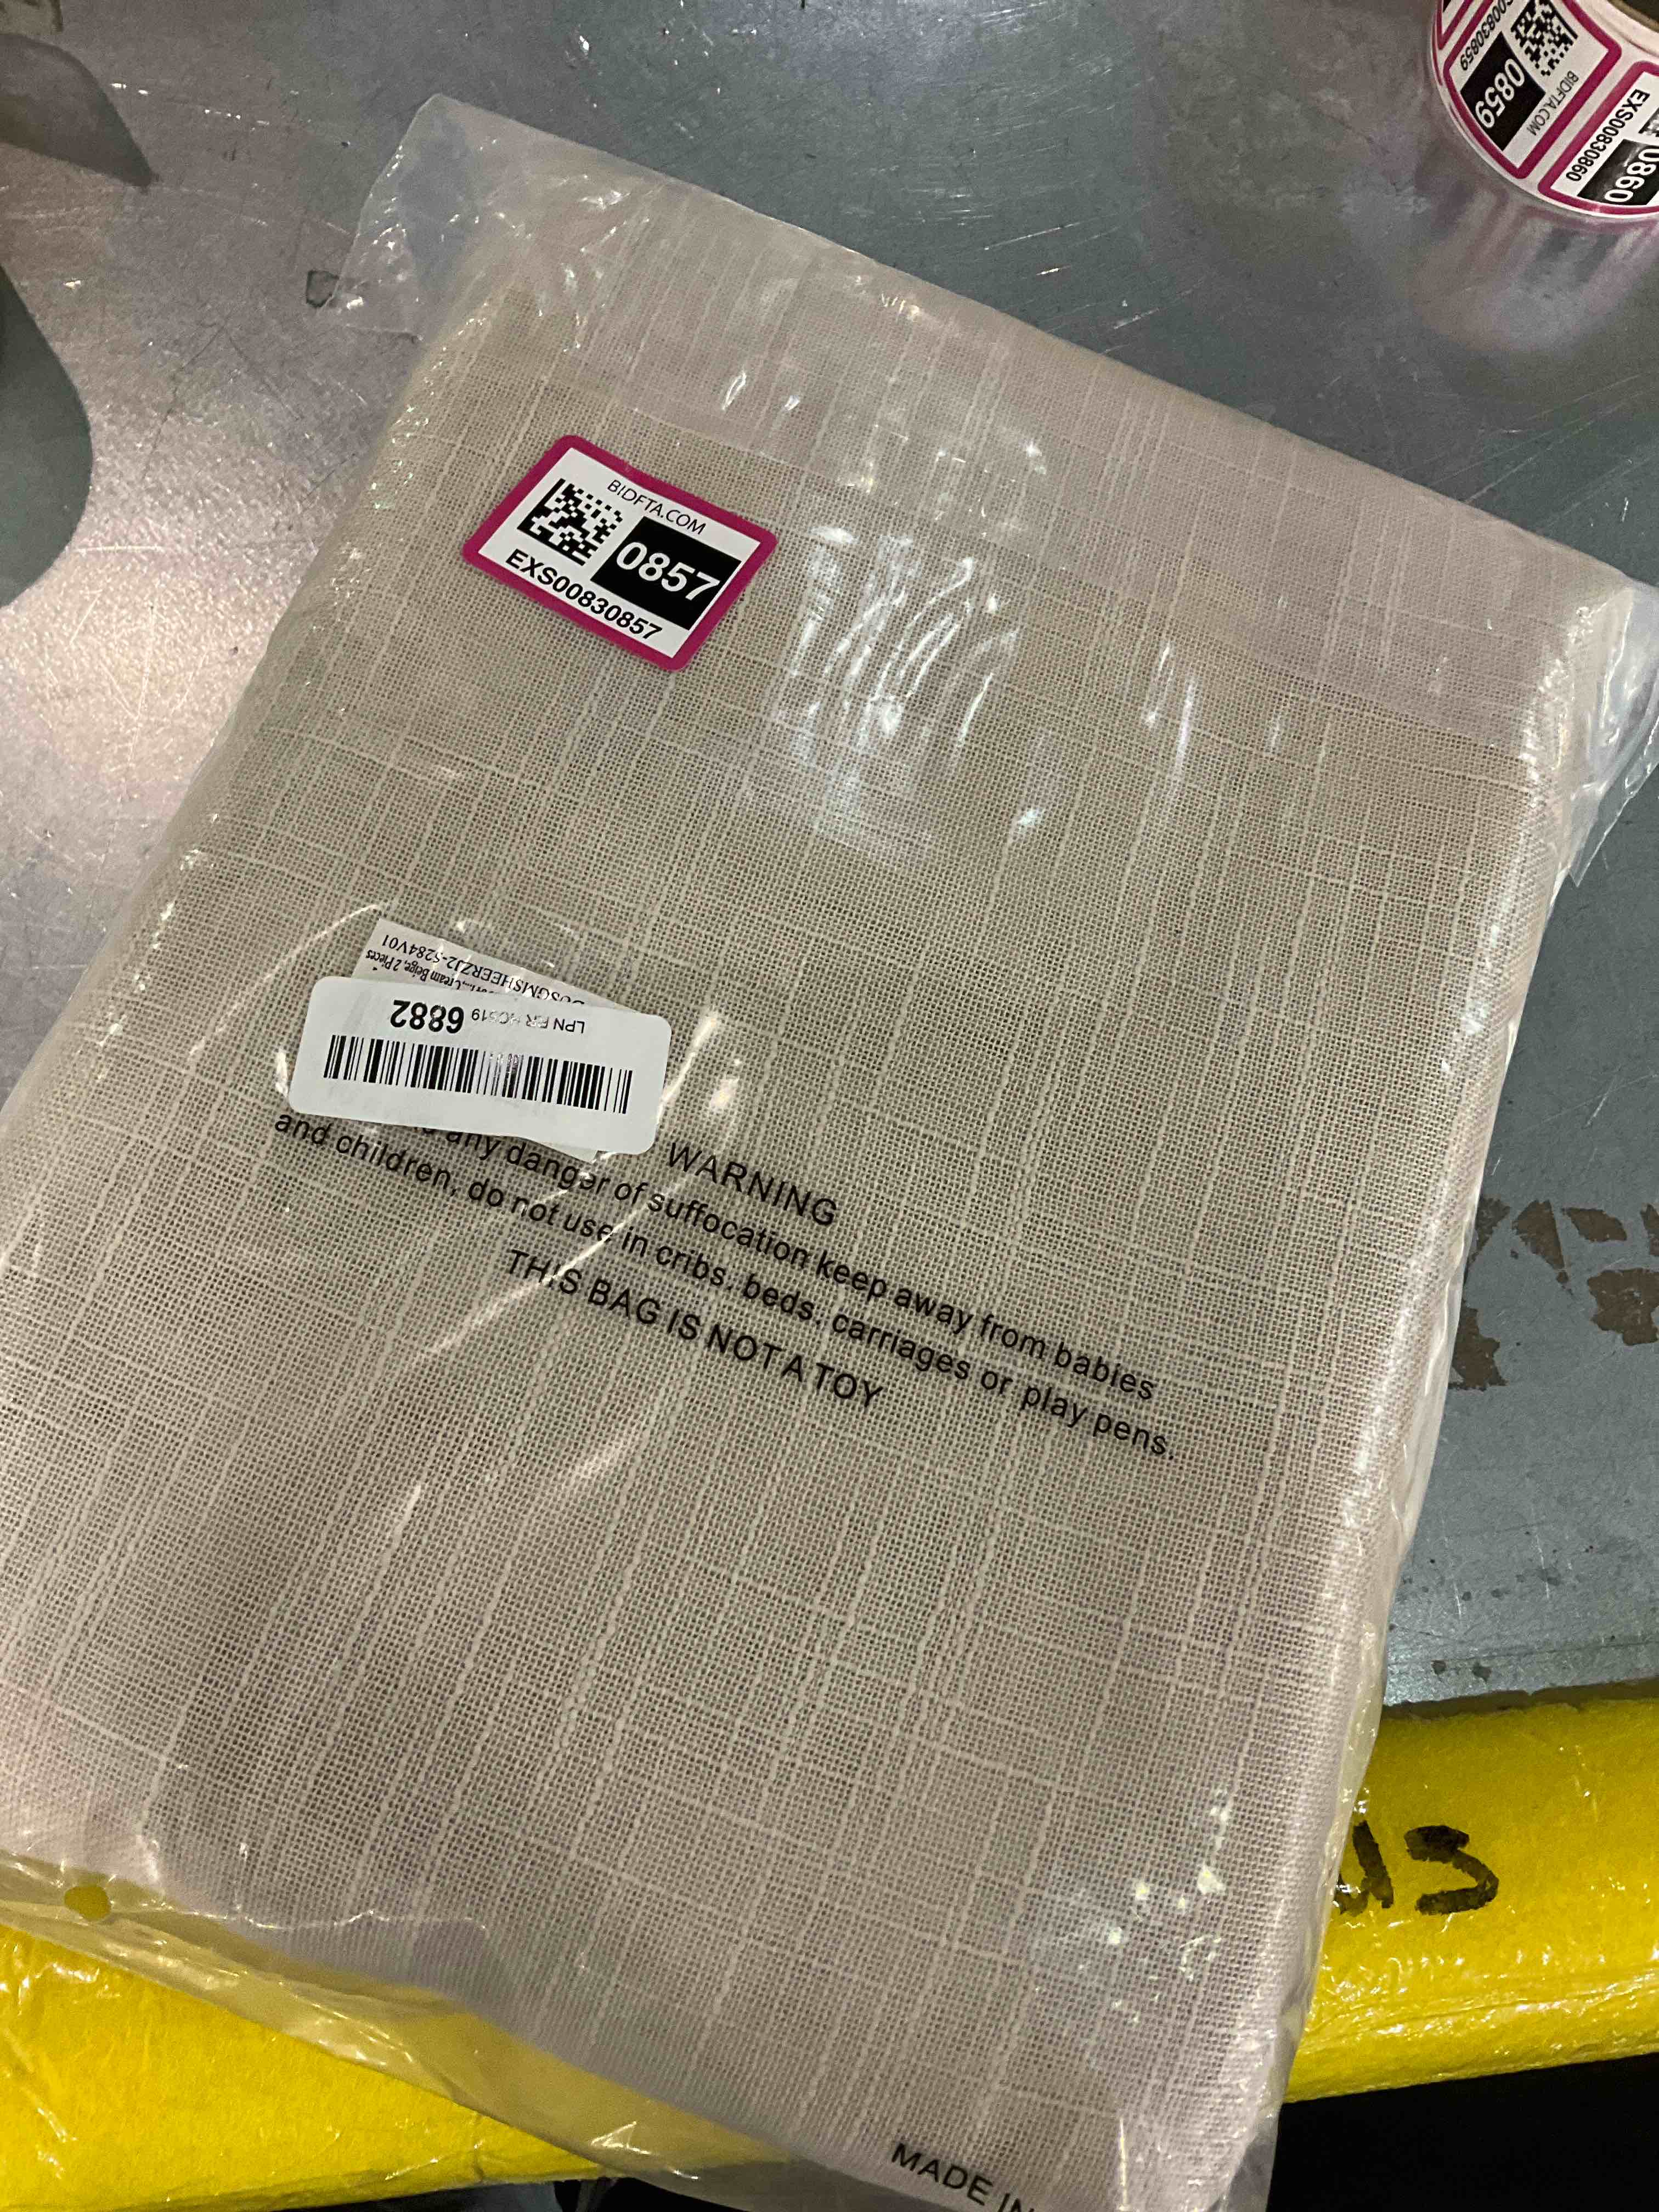 EXS00830859
0859
BIDFTA.COM
EXS00830860
0860
BIDFTA.COM
0857
EXS00830857
Cream Beige, 2 Pieces
LPN
6882
WARNING
any danger of suffocation keep away from babies
and children, do not use in cribs, beds, carriages or play pens.
THIS BAG IS NOT A TOY
MADE IN
U3